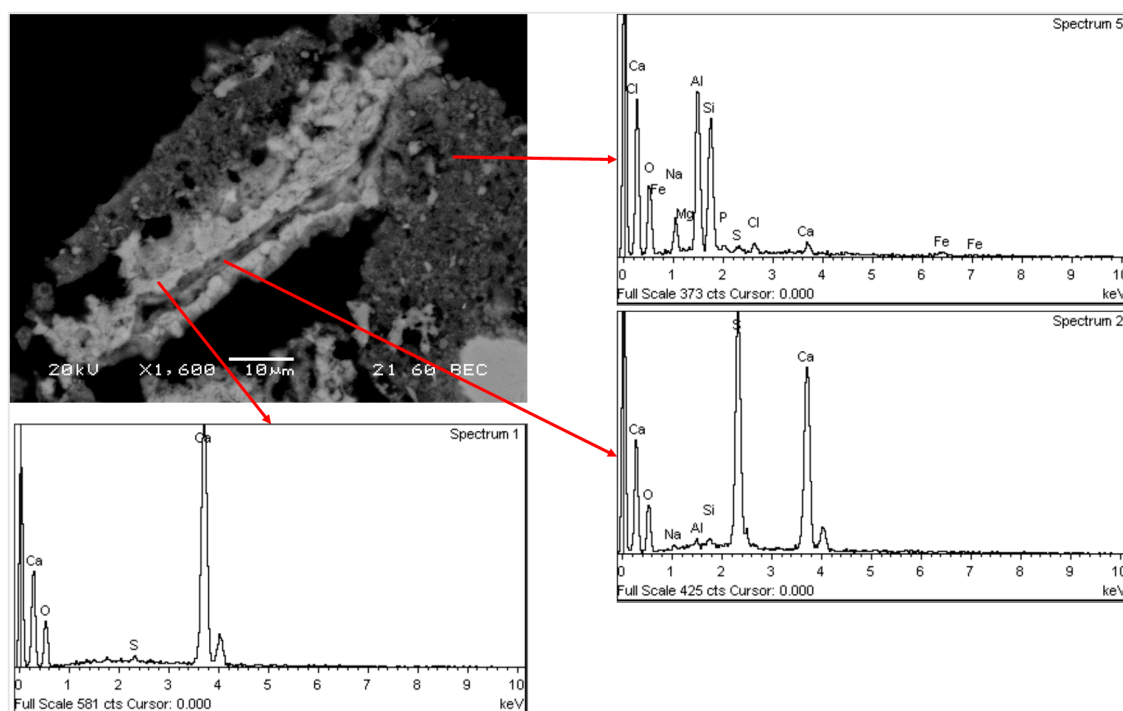 20kV X1,600 10µm 21 60 BEC
Spectrum 5
Ca
Cl
O
Fe
Na
Mg
Al
Si
P
S
Cl
Ca
Fe
Fe
0 1 2 3 4 5 6 7 8 9 10
Full Scale 373 cts Cursor: 0.000 keV
Spectrum 2
Ca
O
Na
Al
Si
S
Ca
0 1 2 3 4 5 6 7 8 9 10
Full Scale 425 cts Cursor: 0.000 keV
Spectrum 1
Ca
O
S
Ca
0 1 2 3 4 5 6 7 8 9 10
Full Scale 581 cts Cursor: 0.000 keV